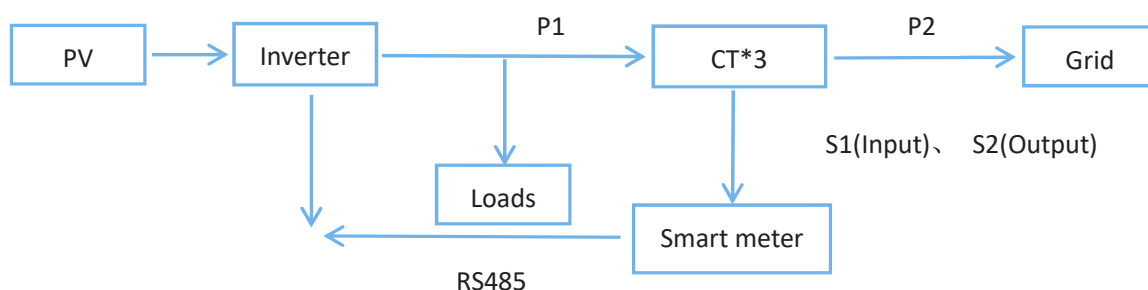 P1
P2
PV
Inverter
CT*3
Grid
S1(Input)、 S2(Output)
Loads
Smart meter
RS485